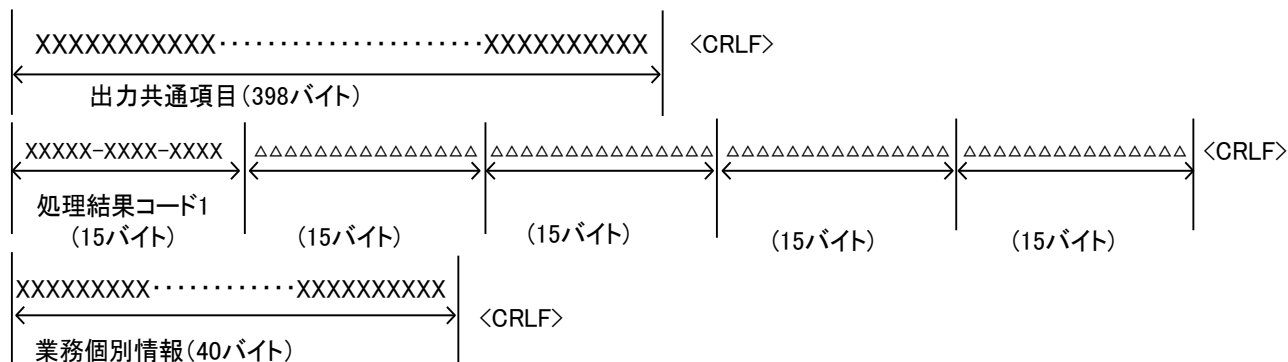 XXXXXXXXXXX・・・・・・・・・・・・・・・・・・・・・・XXXXXXXXXX <CRLF>
出力共通項目(398バイト)
XXXXX-XXXX-XXXX △△△△△△△△△△△△△△△ △△△△△△△△△△△△△△△ △△△△△△△△△△△△△△△ △△△△△△△△△△△△△△△ <CRLF>
処理結果コード1
(15バイト) (15バイト) (15バイト) (15バイト) (15バイト)
XXXXXXXXX・・・・・・・・・・・・XXXXXXXXXX <CRLF>
業務個別情報(40バイト)